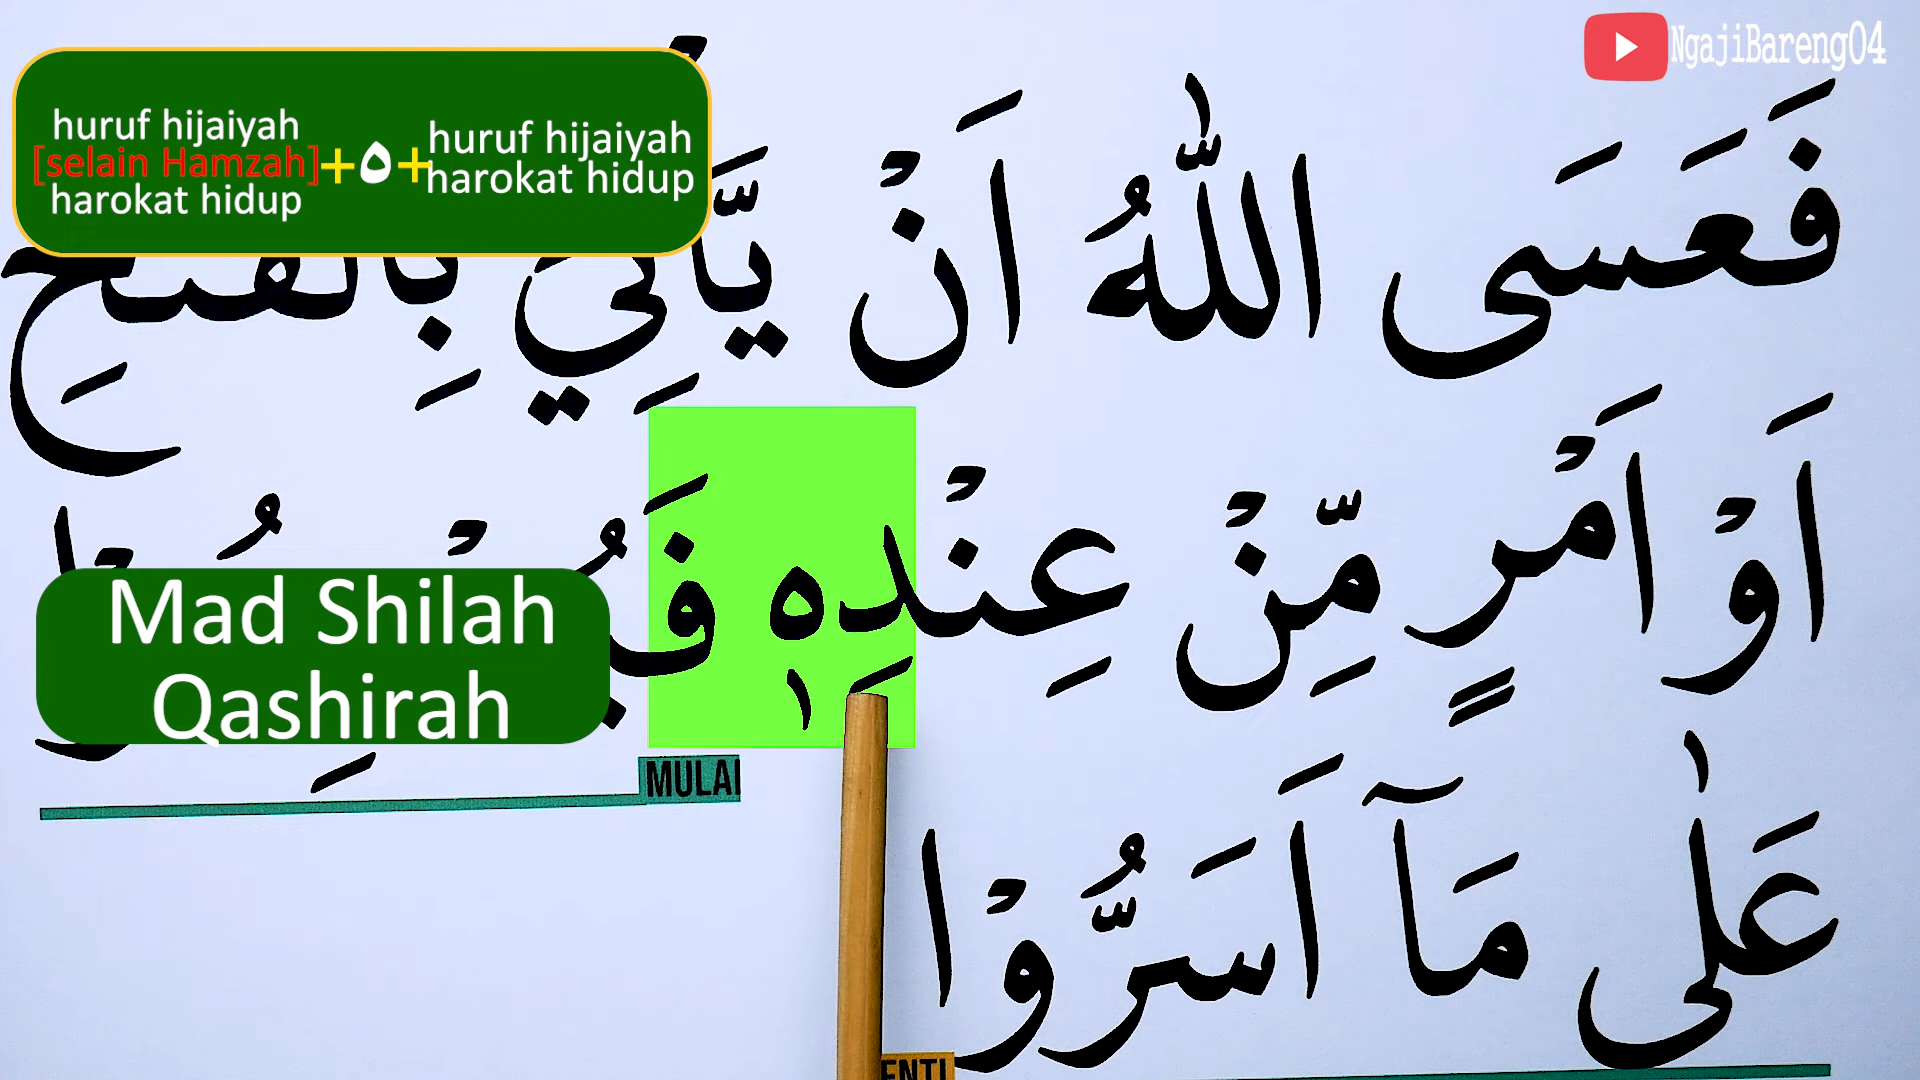 NgajiBareng04
huruf hijaiyah
[selain Hamzah]
harokat hidup
+ه+
huruf hijaiyah
harokat hidup
فَعَسَى اللّٰهُ اَنْ يَّأْتِيَ بِالْفَتْحِ
اَوْ اَمْرٍ مِّنْ عِنْدِهٖ
Mad Shilah
Qashirah
MULAI
عَلٰى مَآ اَسَرُّوْا